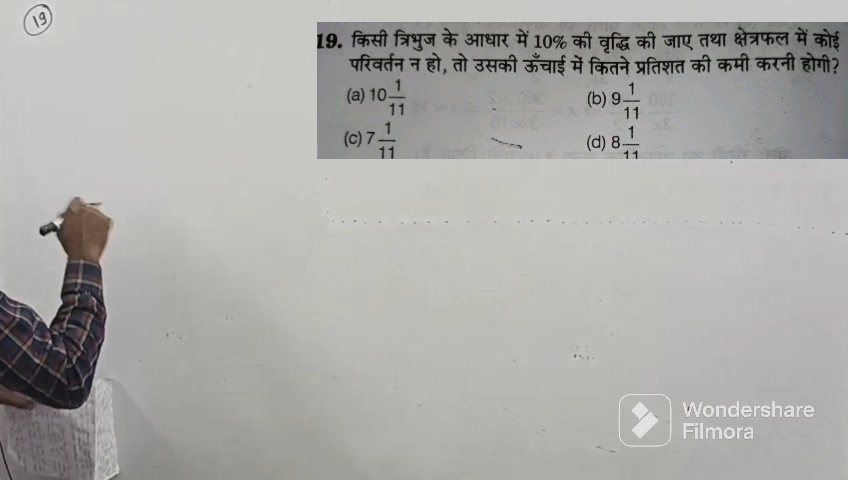 19
19. किसी त्रिभुज के आधार में 10% की वृद्धि की जाए तथा क्षेत्रफल में कोई
परिवर्तन न हो, तो उसकी ऊँचाई में कितने प्रतिशत की कमी करनी होगी?
(a) 10 1/11 (b) 9 1/11
(c) 7 1/11 (d) 8 1/11
Wondershare
Filmora